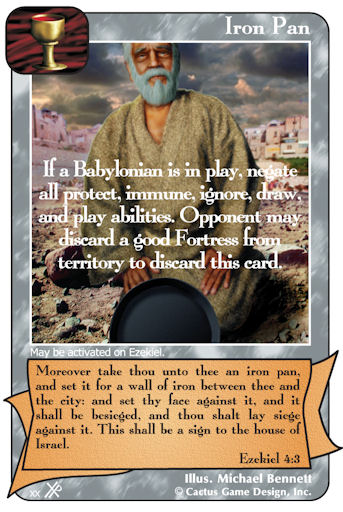 Iron Pan
If a Babylonian is in play, negate
all protect, immune, ignore, draw,
and play abilities. Opponent may
discard a good Fortress from
territory to discard this card.
May be activated on Ezekiel.
Moreover take thou unto thee an iron pan,
and set it for a wall of iron between thee and
the city: and set thy face against it, and it
shall be besieged, and thou shalt lay siege
against it. This shall be a sign to the house of
Israel.
Ezekiel 4:3
XX
Illus. Michael Bennett
© Cactus Game Design, Inc.